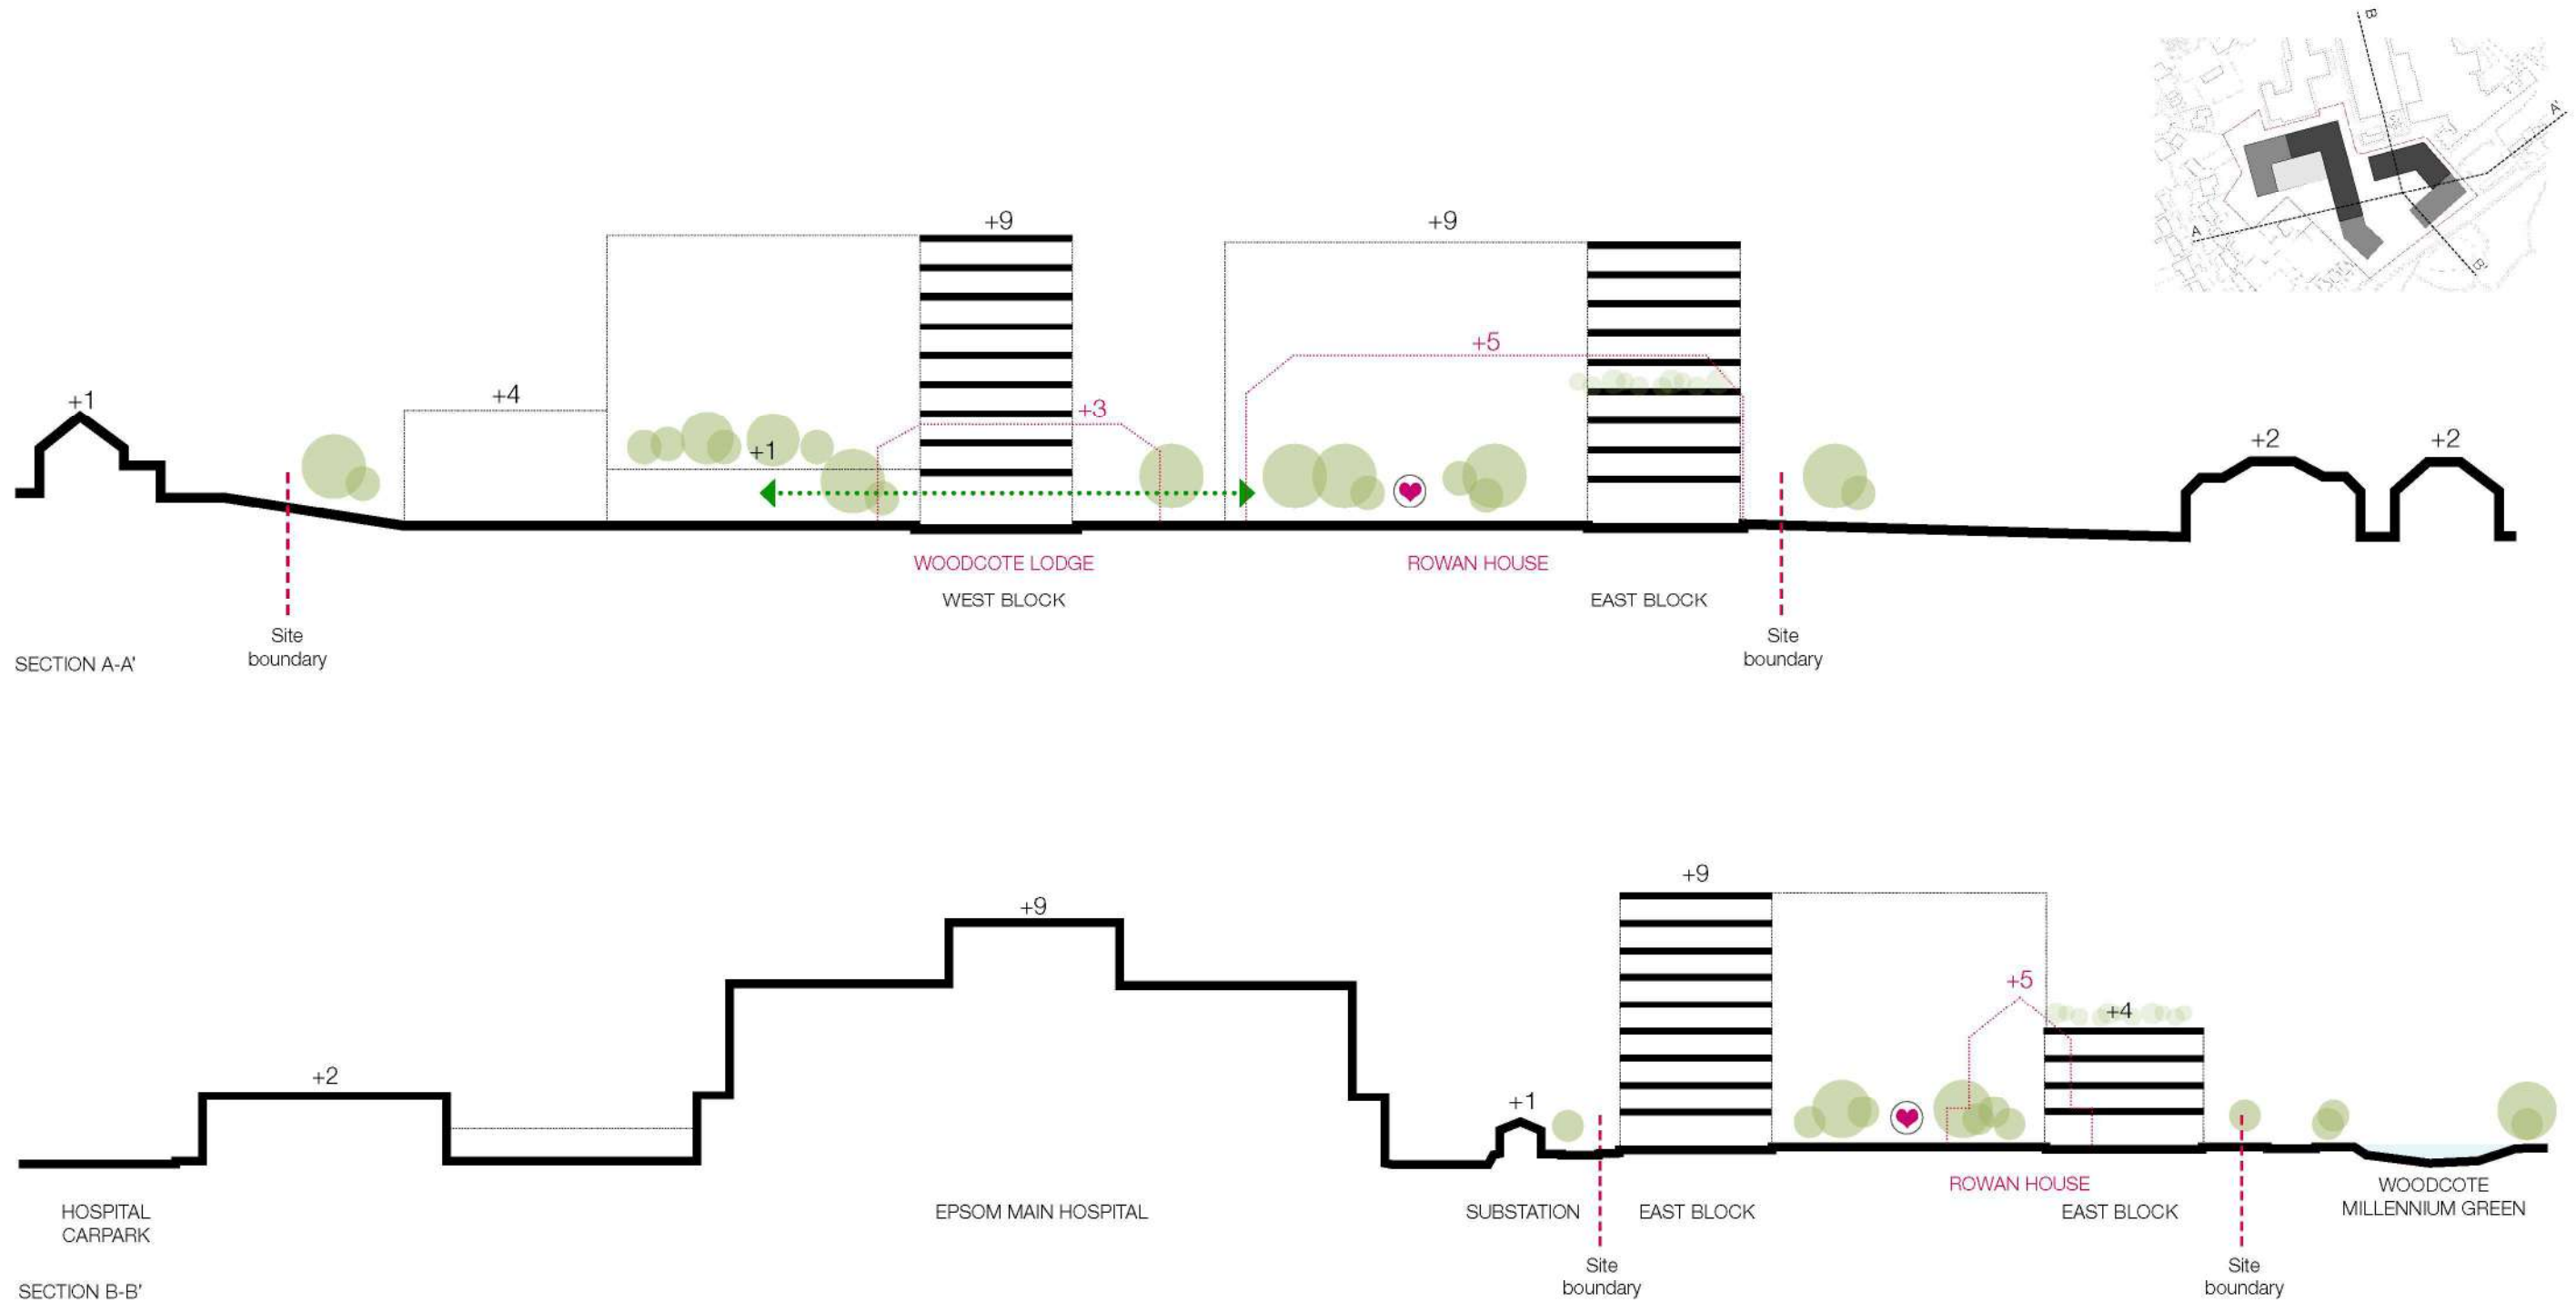 B
A'
A
B'
+9
+9
+5
+4
+1
+3
+1
+2
+2
WOODCOTE LODGE
ROWAN HOUSE
WEST BLOCK
EAST BLOCK
Site
boundary
Site
boundary
SECTION A-A'
+9
+9
+5
+4
+2
+1
ROWAN HOUSE
HOSPITAL
CARPARK
EPSOM MAIN HOSPITAL
SUBSTATION
EAST BLOCK
EAST BLOCK
WOODCOTE
MILLENNIUM GREEN
Site
boundary
Site
boundary
SECTION B-B'